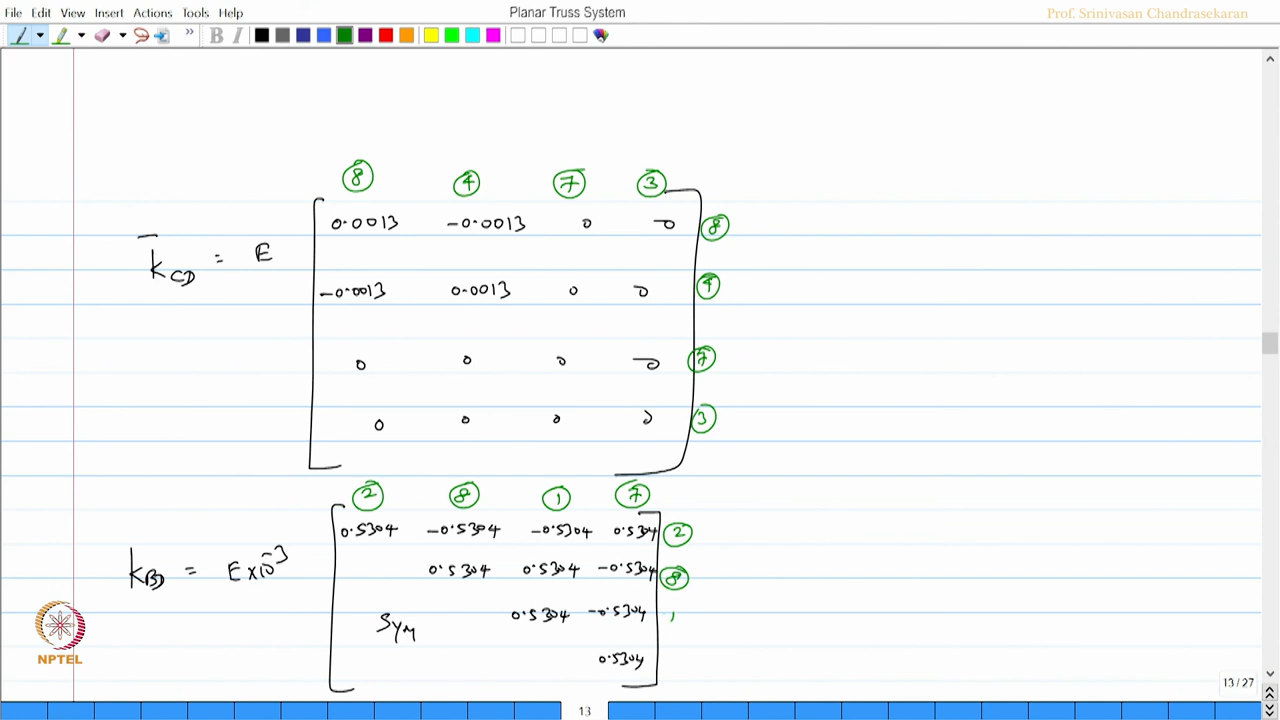 File Edit View Insert Actions Tools Help
Planar Truss System
Prof. Srinivasan Chandrasekaran
B I
8 4 7 3
0.0013 -0.0013 0 0 8
k̄CD = E
-0.0013 0.0013 0 0 4
0 0 0 0 7
0 0 0 0 3
2 8 1 7
0.5304 -0.5304 -0.5304 0.5304 2
kBD = E×10⁻³
0.5304 0.5304 -0.5304 8
Sym 0.5304 -0.5304
0.5304
NPTEL
13 / 27
13